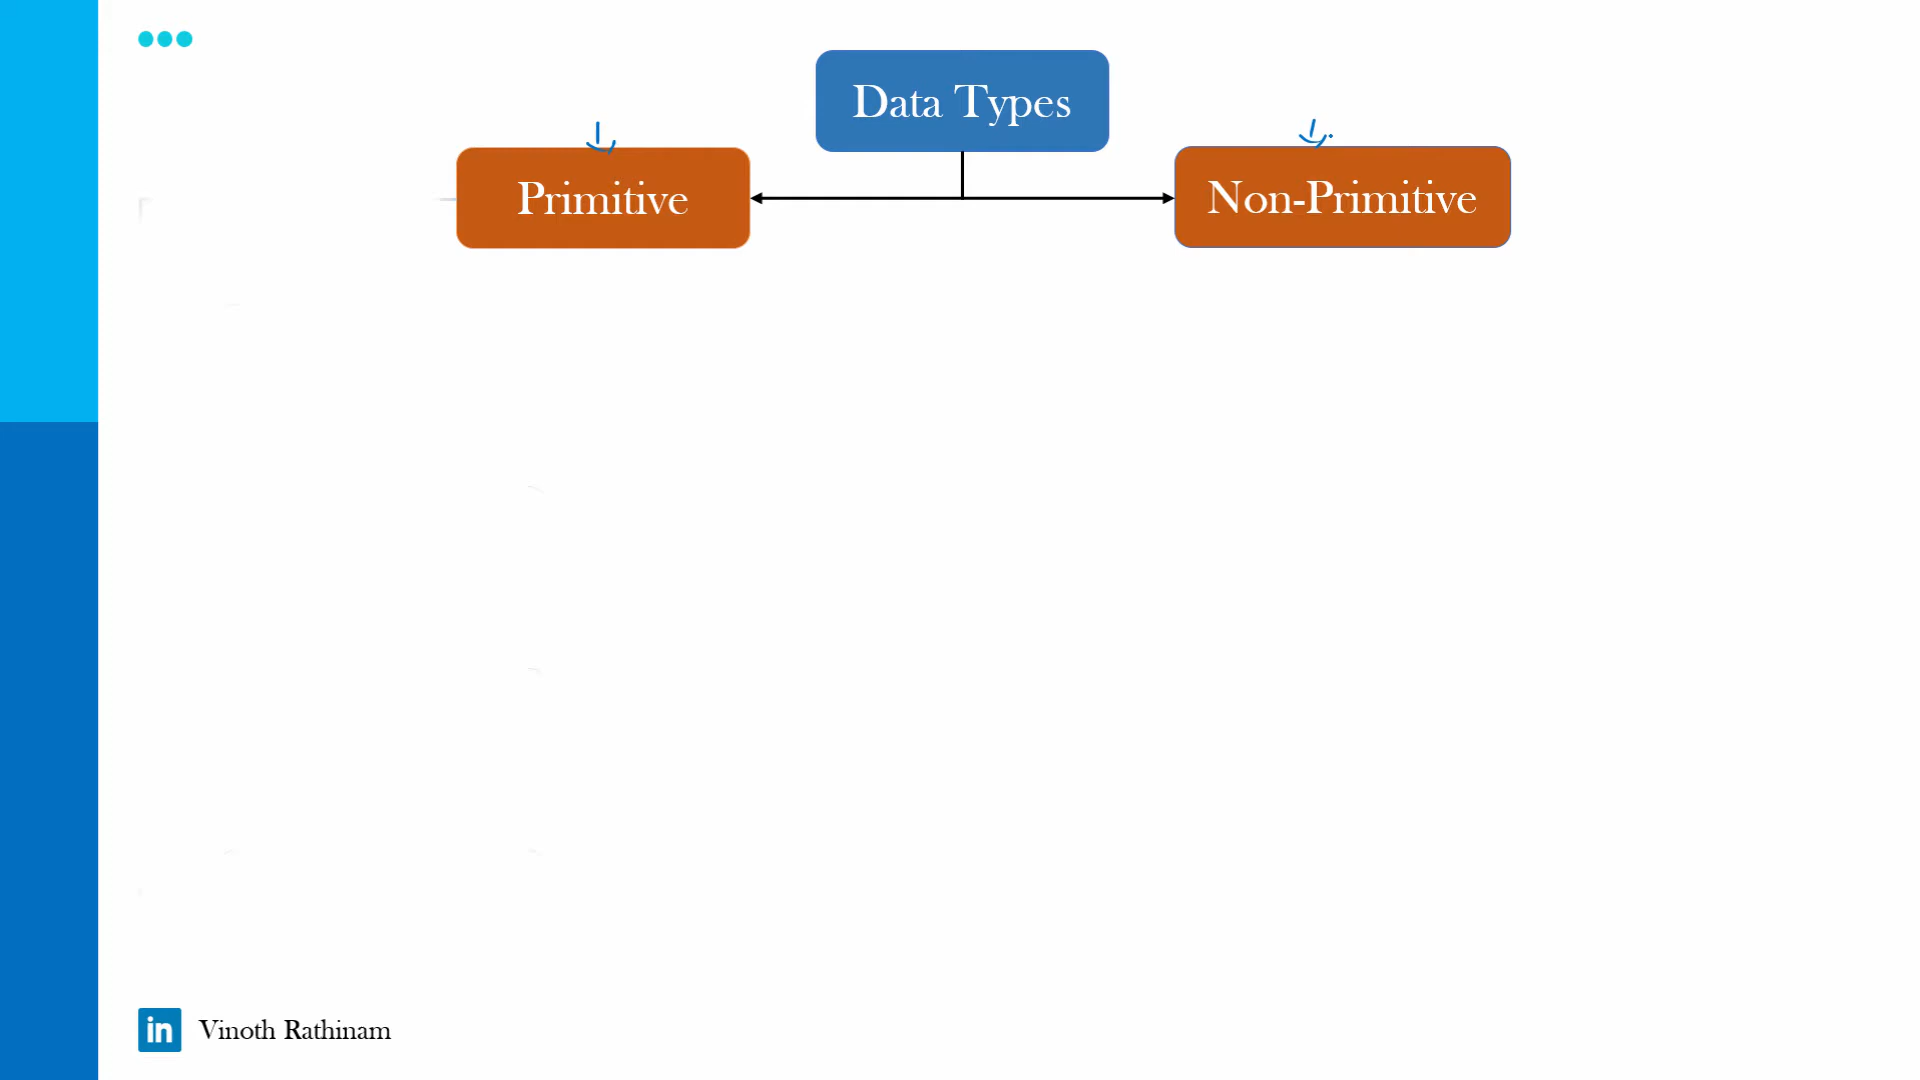 Data Types
Primitive
Non-Primitive
in
Vinoth Rathinam